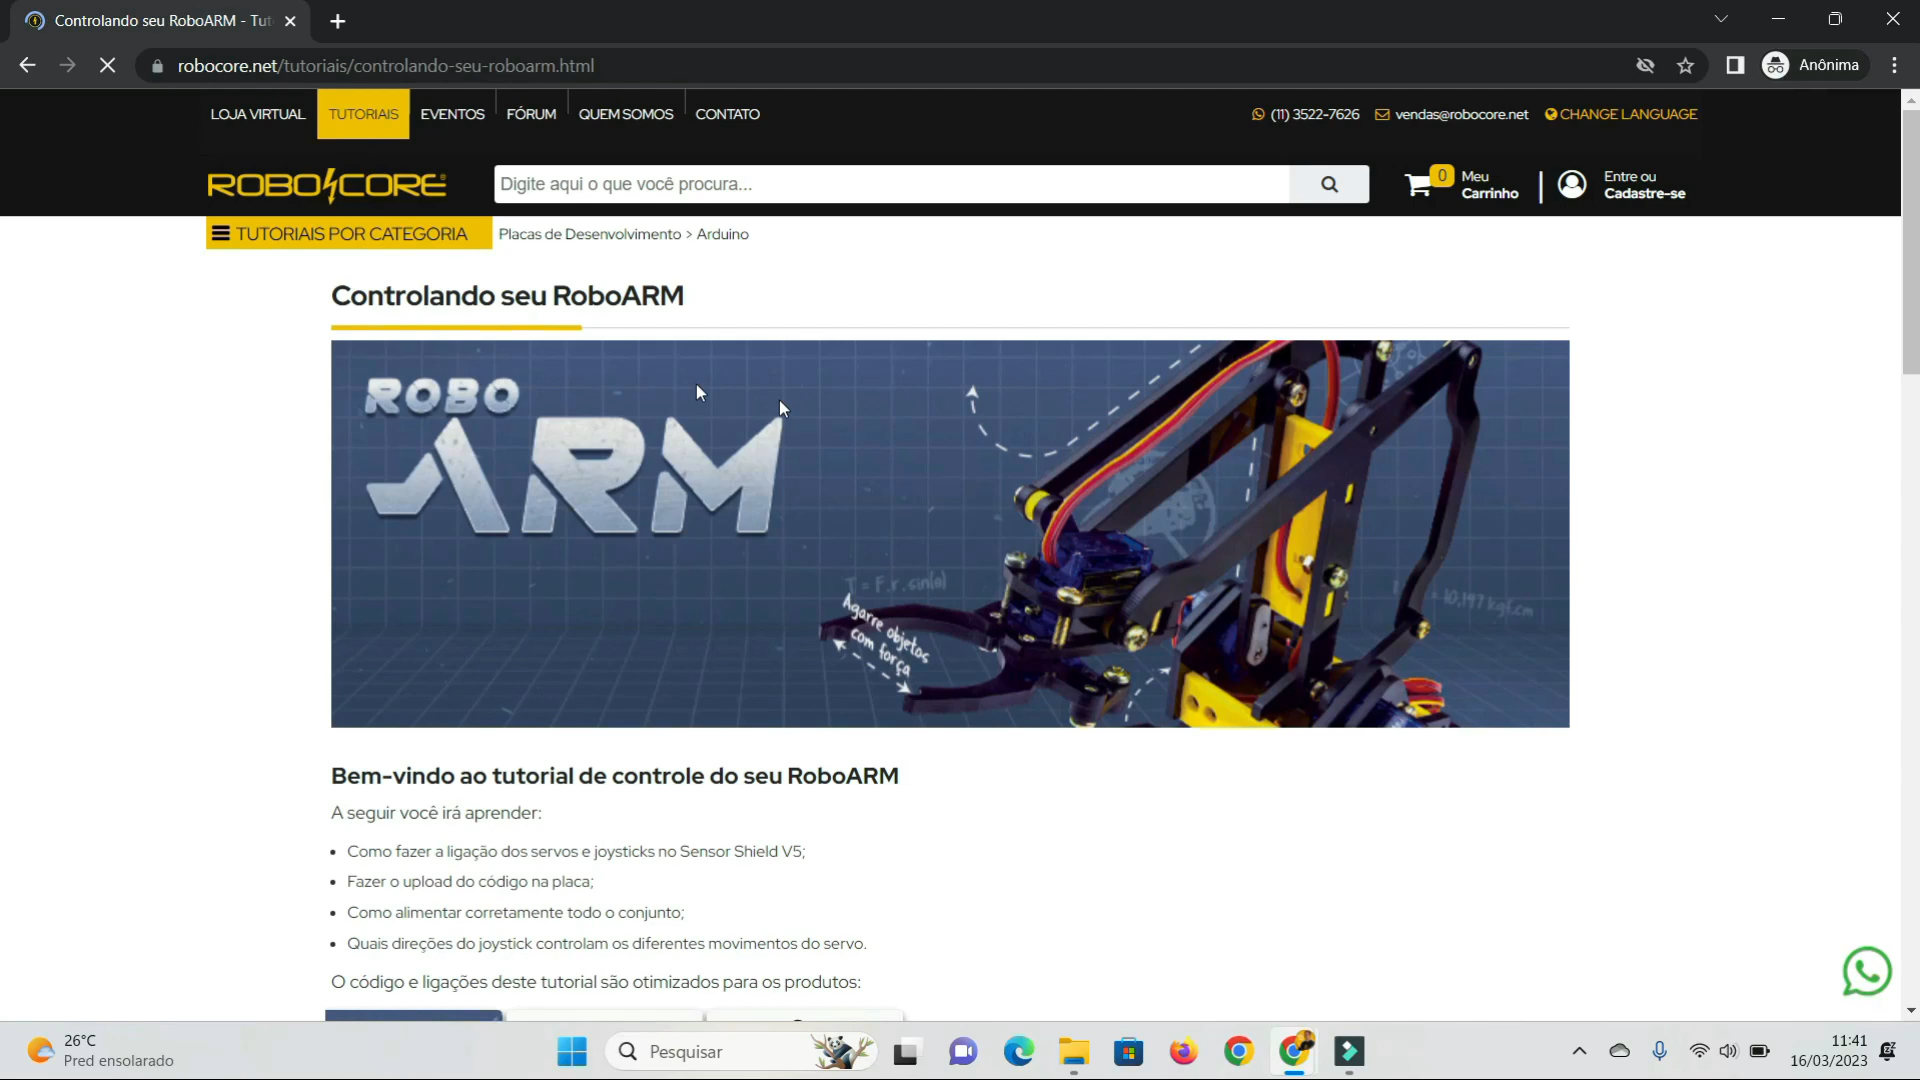 Controlando seu RoboARM - Tut
robocore.net/tutoriais/controlando-seu-roboarm.html
Anônima
LOJA VIRTUAL
TUTORIAIS
EVENTOS
FÓRUM
QUEM SOMOS
CONTATO
(11) 3522-7626
vendas@robocore.net
CHANGE LANGUAGE
ROBOCORE
Digite aqui o que você procura...
0
Meu
Carrinho
Entre ou
Cadastre-se
TUTORIAIS POR CATEGORIA
Placas de Desenvolvimento > Arduino
Controlando seu RoboARM
ROBO
ARM
T = F.r.sin(θ)
Agarre objetos
com força
= 10,197 kgf.cm
Bem-vindo ao tutorial de controle do seu RoboARM
A seguir você irá aprender:
• Como fazer a ligação dos servos e joysticks no Sensor Shield V5;
• Fazer o upload do código na placa;
• Como alimentar corretamente todo o conjunto;
• Quais direções do joystick controlam os diferentes movimentos do servo.
O código e ligações deste tutorial são otimizados para os produtos:
26°C
Pred ensolarado
Pesquisar
11:41
16/03/2023